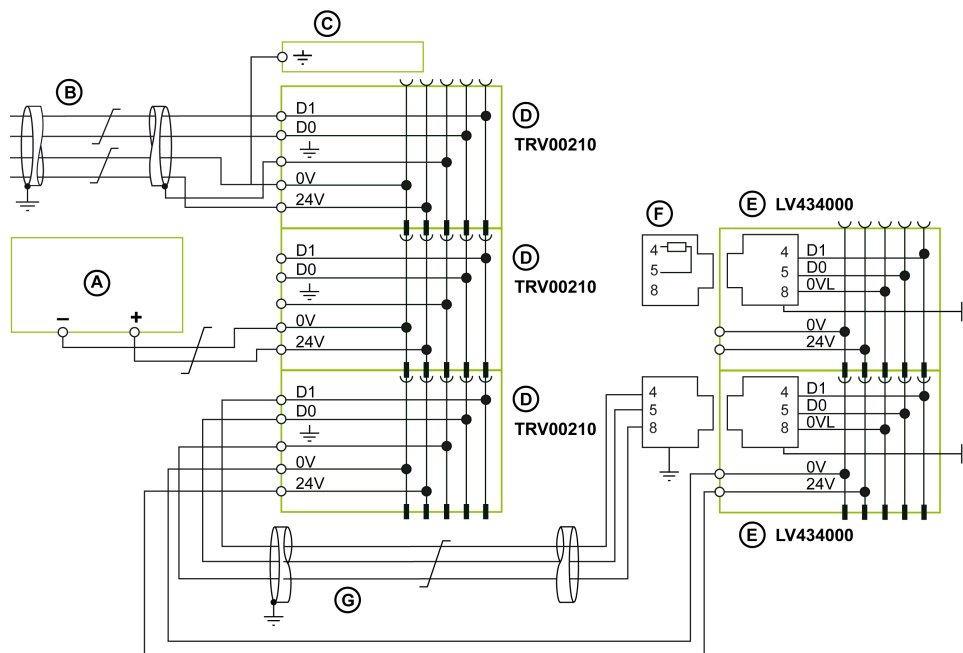 C
B
D1
D0
0V
24V
D
TRV00210
A
–
+
D1
D0
0V
24V
D
TRV00210
D1
D0
0V
24V
D
TRV00210
F
4
5
8
E LV434000
4 D1
5 D0
8 0VL
0V
24V
4
5
8
4 D1
5 D0
8 0VL
0V
24V
E LV434000
G